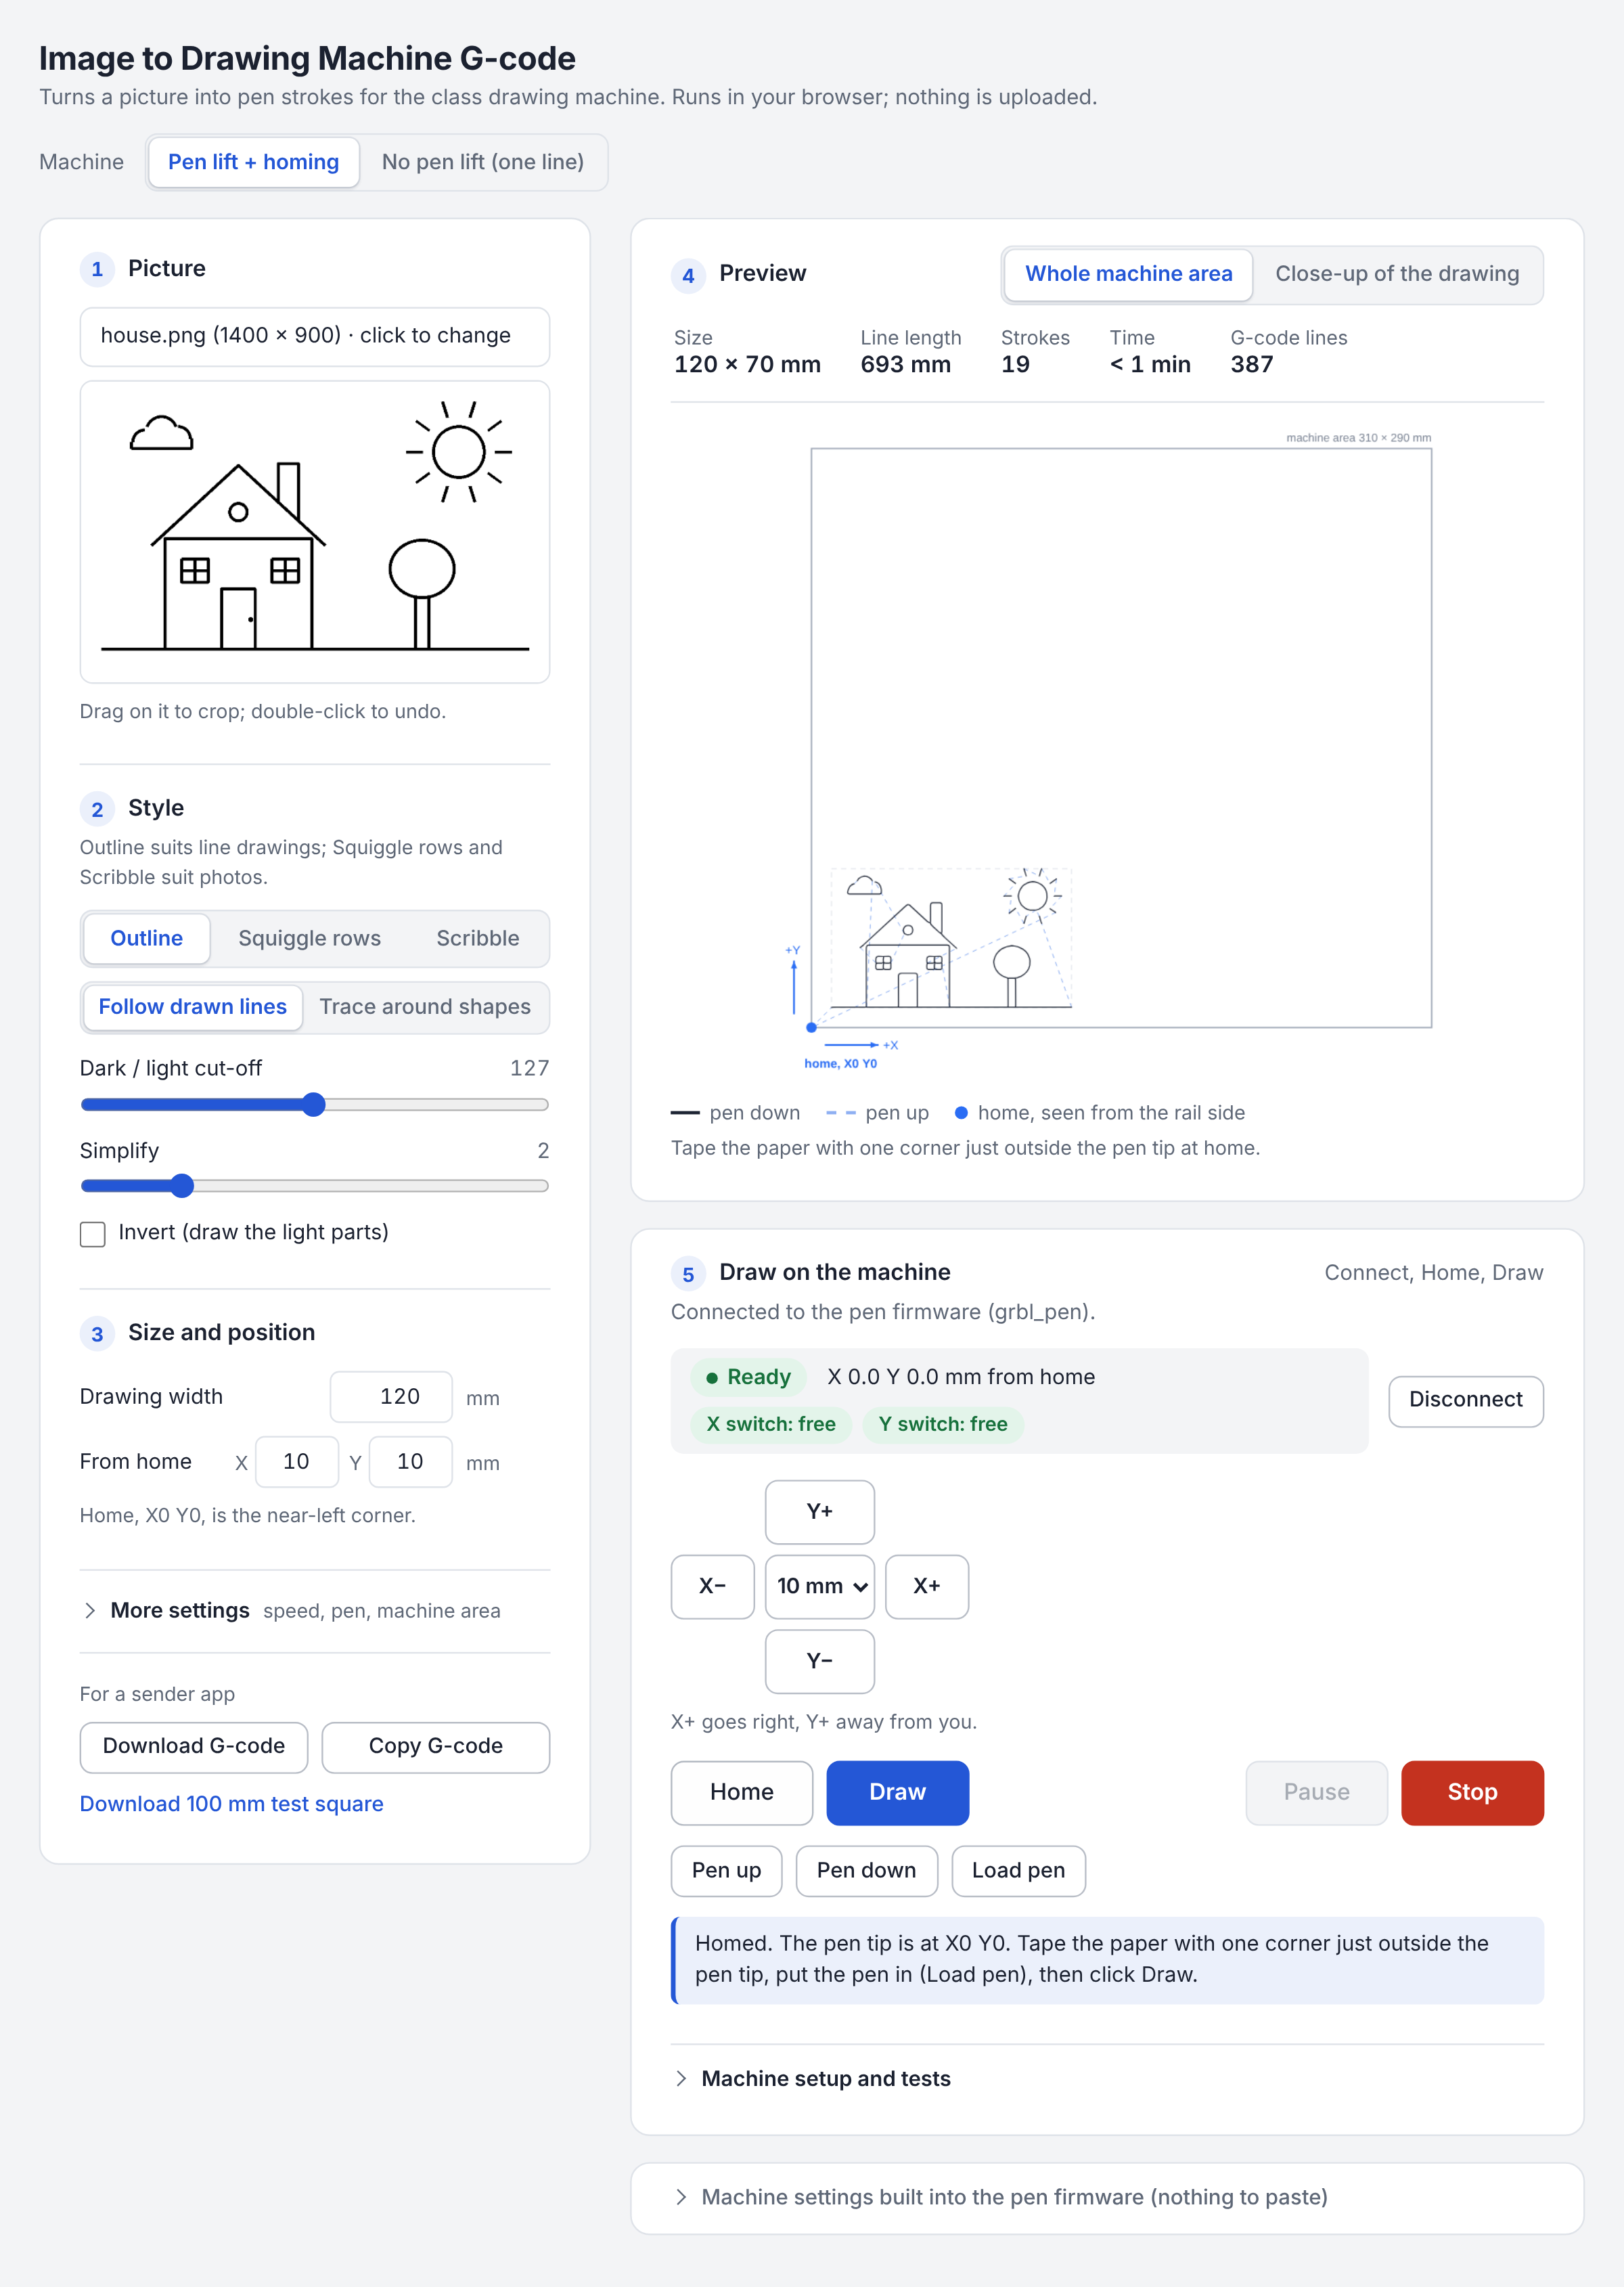 Image to Drawing Machine G-code
Turns a picture into pen strokes for the class drawing machine. Runs in your browser; nothing is uploaded.
Machine
Pen lift + homing
No pen lift (one line)
1 Picture
house.png (1400 × 900) · click to change
Drag on it to crop; double-click to undo.
2 Style
Outline suits line drawings; Squiggle rows and
Scribble suit photos.
Outline
Squiggle rows
Scribble
Follow drawn lines
Trace around shapes
Dark / light cut-off 127
Simplify 2
Invert (draw the light parts)
3 Size and position
Drawing width 120 mm
From home X 10 Y 10 mm
Home, X0 Y0, is the near-left corner.
More settings speed, pen, machine area
For a sender app
Download G-code
Copy G-code
Download 100 mm test square
4 Preview
Whole machine area
Close-up of the drawing
Size
120 × 70 mm
Line length
693 mm
Strokes
19
Time
< 1 min
G-code lines
387
machine area 310 × 290 mm
+Y
+X
home, X0 Y0
pen down
pen up
home, seen from the rail side
Tape the paper with one corner just outside the pen tip at home.
5 Draw on the machine
Connect, Home, Draw
Connected to the pen firmware (grbl_pen).
Ready X 0.0 Y 0.0 mm from home
X switch: free
Y switch: free
Disconnect
Y+
X−
10 mm
X+
Y−
X+ goes right, Y+ away from you.
Home
Draw
Pause
Stop
Pen up
Pen down
Load pen
Homed. The pen tip is at X0 Y0. Tape the paper with one corner just outside the
pen tip, put the pen in (Load pen), then click Draw.
Machine setup and tests
Machine settings built into the pen firmware (nothing to paste)